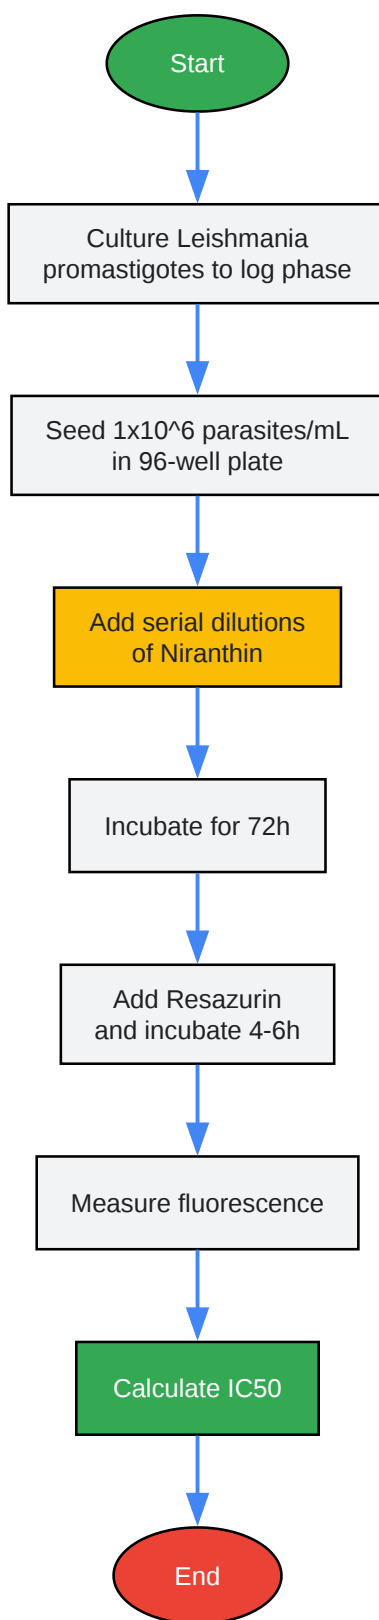 Start
Culture Leishmania
promastigotes to log phase
Seed 1x10^6 parasites/mL
in 96-well plate
Add serial dilutions
of Niranthin
Incubate for 72h
Add Resazurin
and incubate 4-6h
Measure fluorescence
Calculate IC50
End